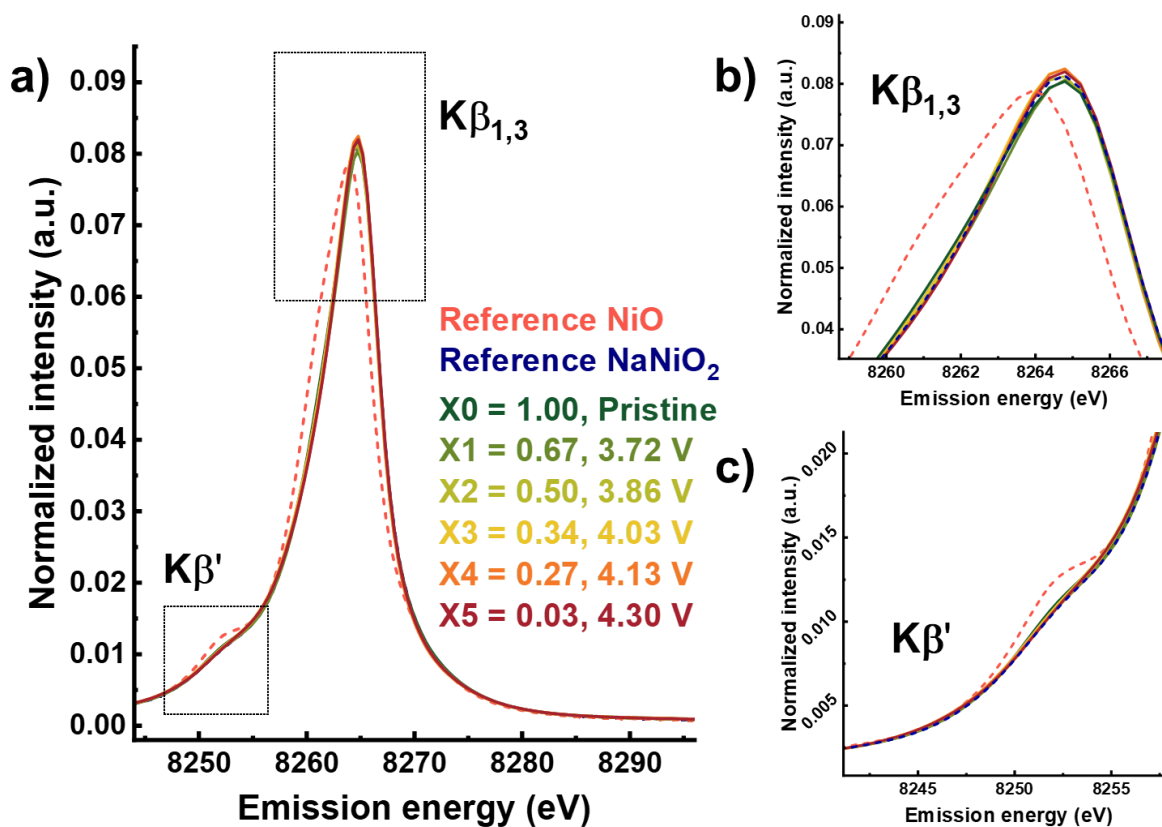 a)
Kβ1,3
Kβ'
Reference NiO
Reference NaNiO2
X0 = 1.00, Pristine
X1 = 0.67, 3.72 V
X2 = 0.50, 3.86 V
X3 = 0.34, 4.03 V
X4 = 0.27, 4.13 V
X5 = 0.03, 4.30 V
Normalized intensity (a.u.)
0.09
0.08
0.07
0.06
0.05
0.04
0.03
0.02
0.01
0.00
8250 8260 8270 8280 8290
Emission energy (eV)
b)
Kβ1,3
Normalized intensity (a.u.)
0.09
0.08
0.07
0.06
0.05
0.04
8260 8262 8264 8266
Emission energy (eV)
c)
Kβ'
Normalized intensity (a.u.)
0.020
0.015
0.010
0.005
8245 8250 8255
Emission energy (eV)